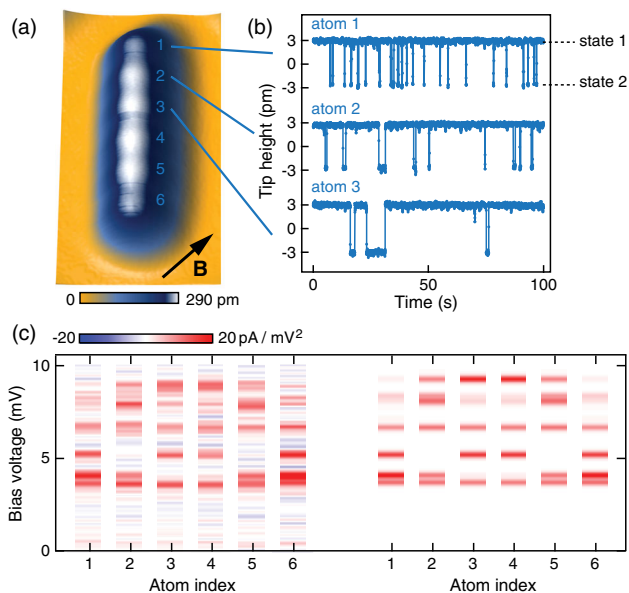 (a)
1
2
3
4
5
6
B
0
290 pm
(b)
atom 1
3
0
-3
state 1
state 2
atom 2
3
0
-3
atom 3
3
0
-3
Tip height (pm)
0
50
100
Time (s)
(c)
-20
20 pA / mV²
10
5
0
Bias voltage (mV)
1 2 3 4 5 6
Atom index
1 2 3 4 5 6
Atom index